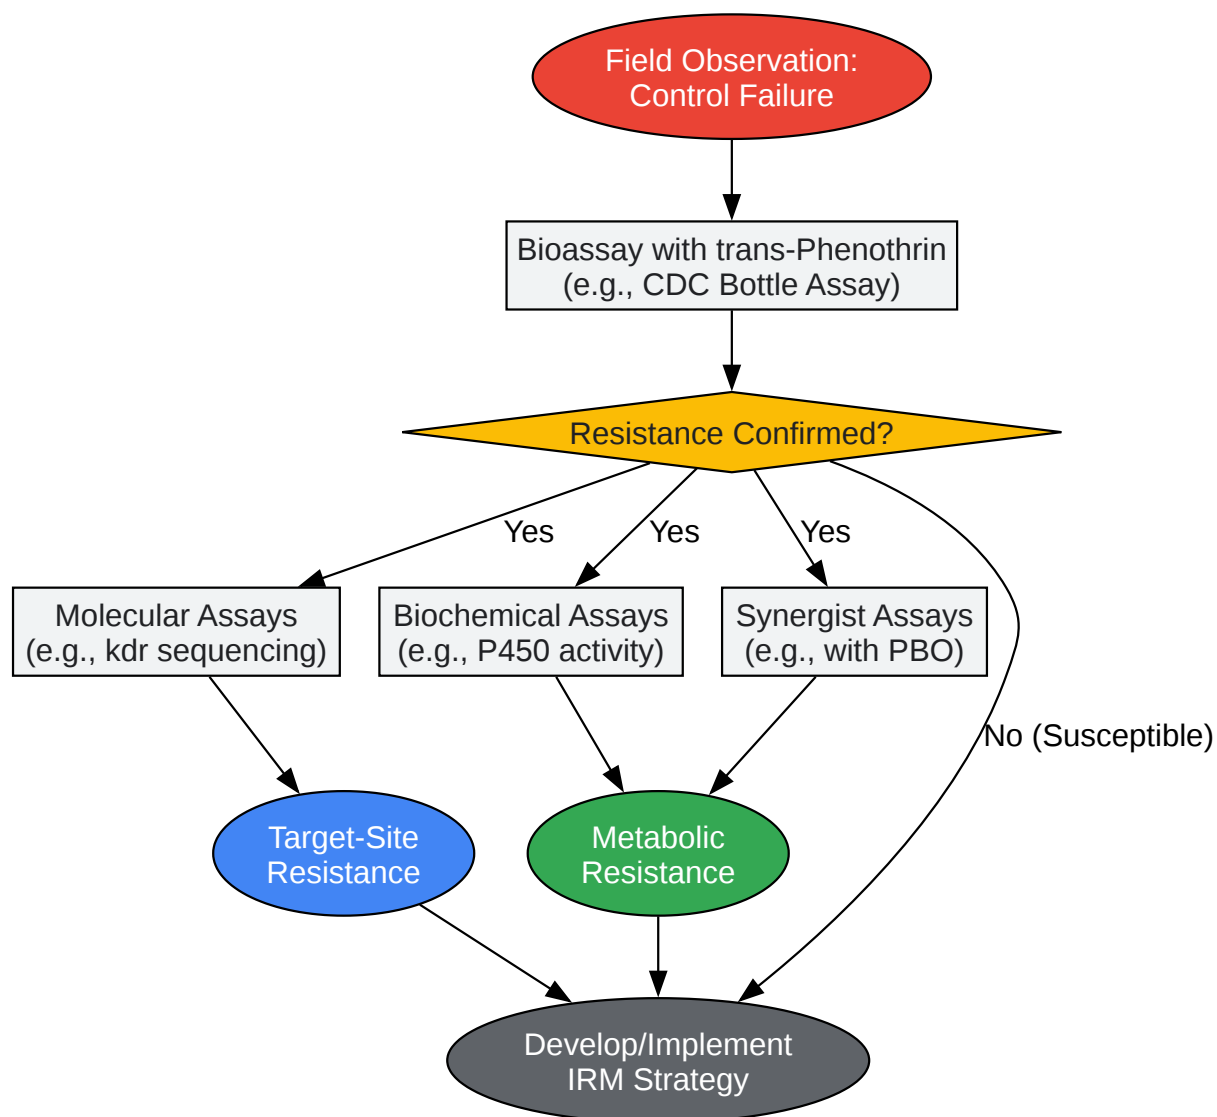 Field Observation:
Control Failure
Bioassay with trans-Phenothrin
(e.g., CDC Bottle Assay)
Resistance Confirmed?
Yes
Yes
Yes
Molecular Assays
(e.g., kdr sequencing)
Biochemical Assays
(e.g., P450 activity)
Synergist Assays
(e.g., with PBO)
No (Susceptible)
Target-Site
Resistance
Metabolic
Resistance
Develop/Implement
IRM Strategy